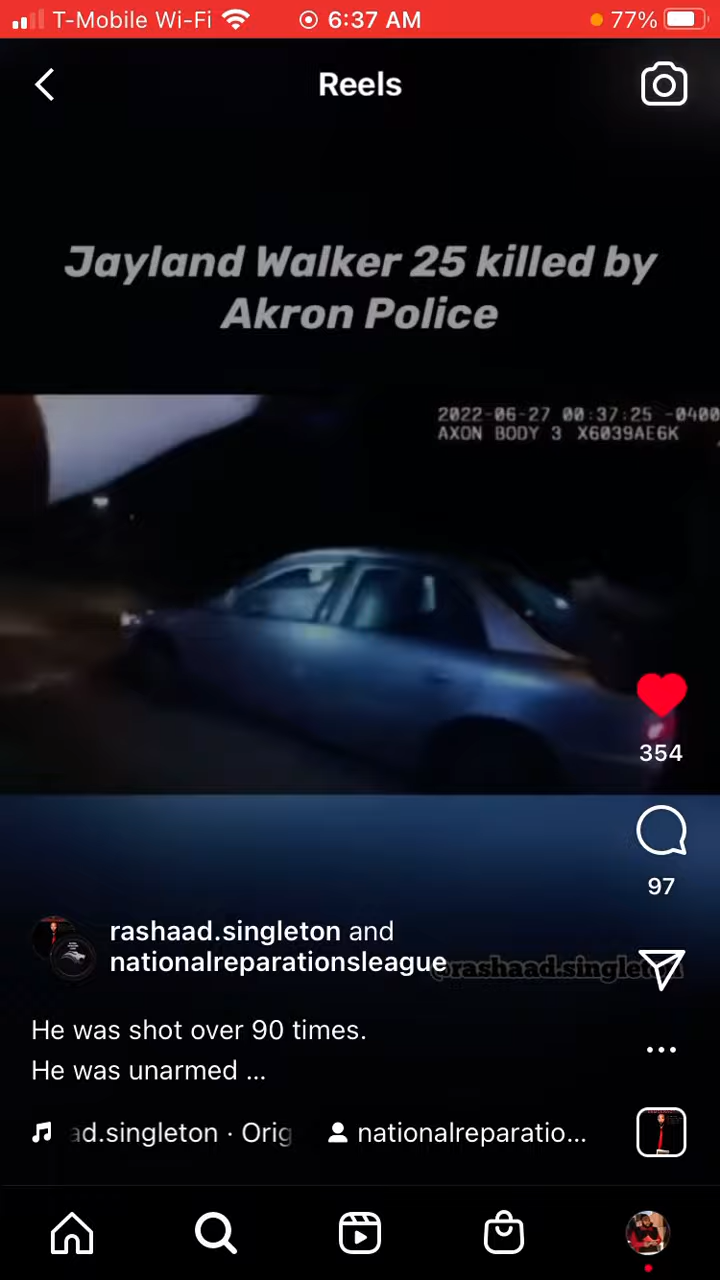 T-Mobile Wi-Fi 6:37 AM 77%
Reels
Jayland Walker 25 killed by
Akron Police
2022-06-27 00:37:25 -0400
AXON BODY 3 X6039AE6K
354
97
rashaad.singleton and
nationalreparationsleague
@rashaad.singleton
He was shot over 90 times.
He was unarmed ...
ad.singleton · Orig nationalreparatio...